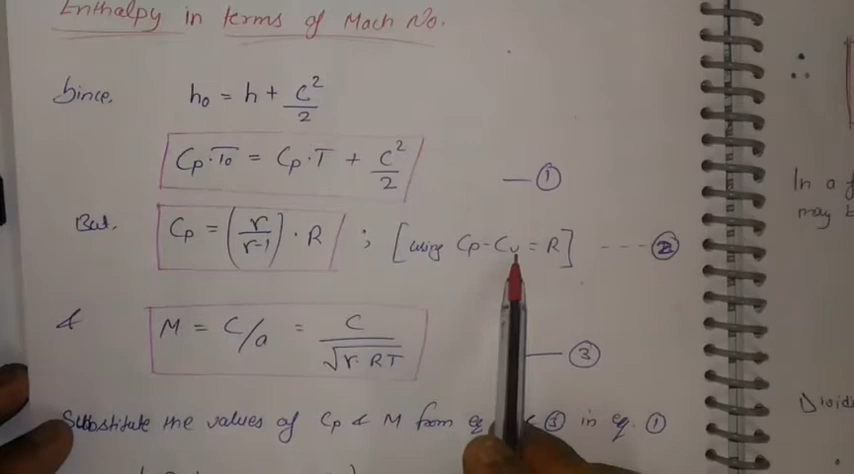 Enthalpy in terms of Mach No.
Since, h₀ = h + C²/2
Cp·T₀ = Cp·T + C²/2 — ①
But, Cp = (r/r-1) · R ; [using Cp-Cv = R] --- ②
& M = C/a = C/√r·RT — ③
Substitute the values of Cp & M from eq. & ③ in eq. ①
∴
In a
may
Divid